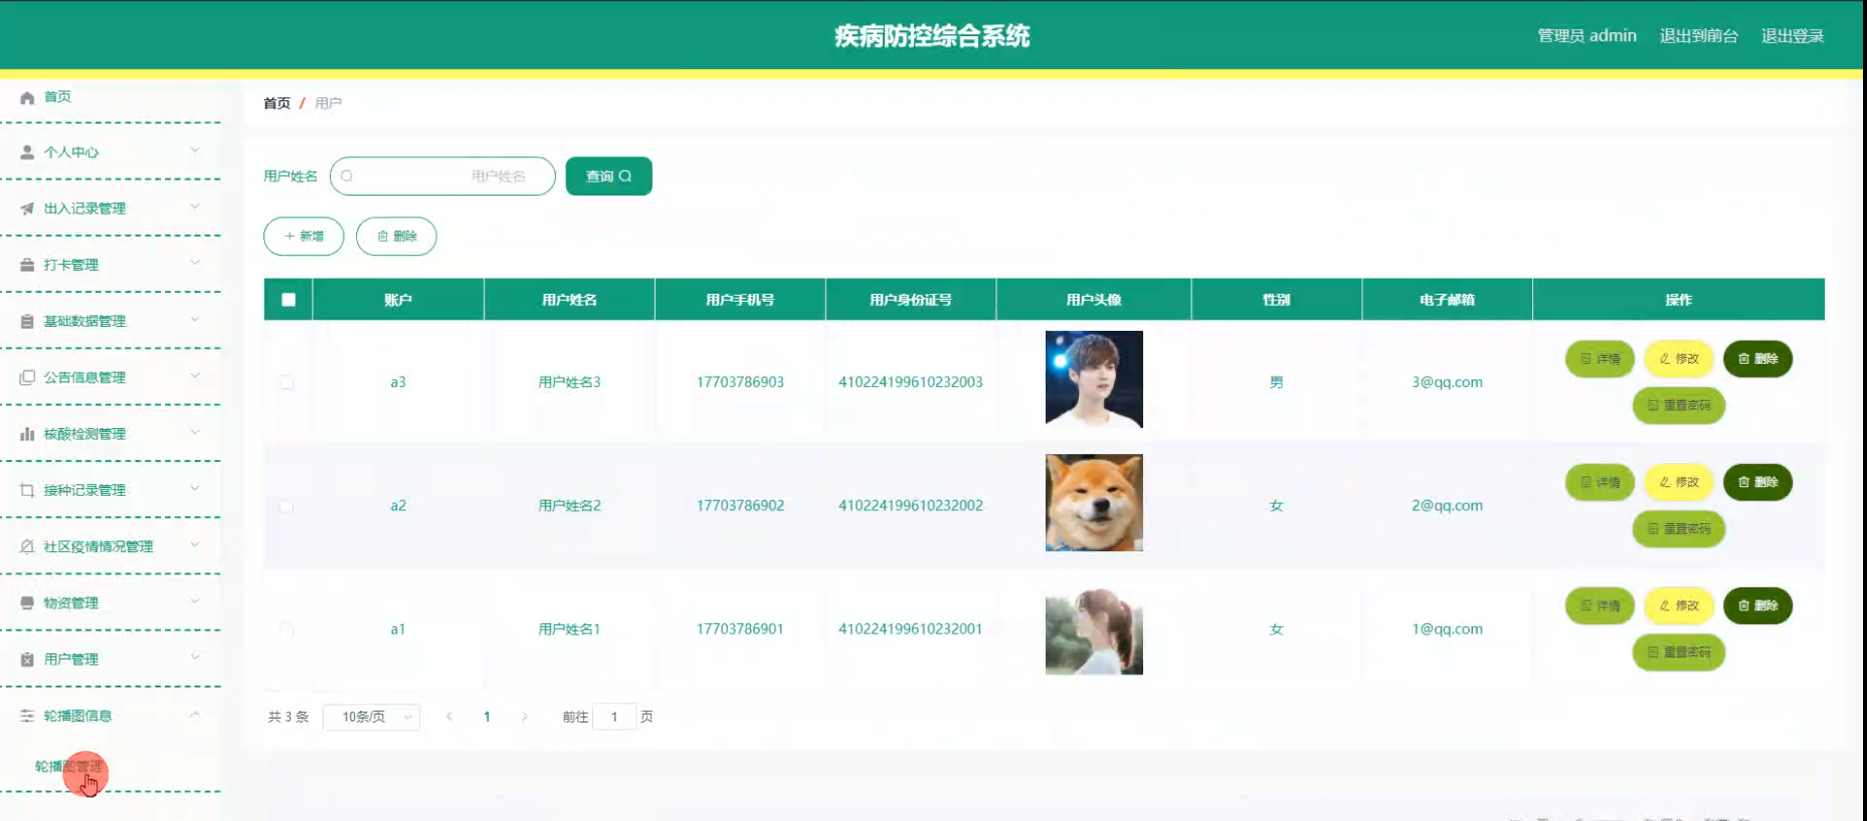 疾病防控综合系统
管理员 admin 退出到前台 退出登录
首页
个人中心
出入记录管理
打卡管理
基础数据管理
公告信息管理
核酸检测管理
接种记录管理
社区疫情情况管理
物资管理
用户管理
轮播图信息
轮播图管理
首页 / 用户
用户姓名 用户姓名 查询
+ 新增 删除
账户 用户姓名 用户手机号 用户身份证号 用户头像 性别 电子邮箱 操作
a3 用户姓名3 17703786903 410224199610232003 男 3@qq.com 详情 修改 删除
重置密码
a2 用户姓名2 17703786902 410224199610232002 女 2@qq.com 详情 修改 删除
重置密码
a1 用户姓名1 17703786901 410224199610232001 女 1@qq.com 详情 修改 删除
重置密码
共 3 条 10条/页 < 1 > 前往 1 页